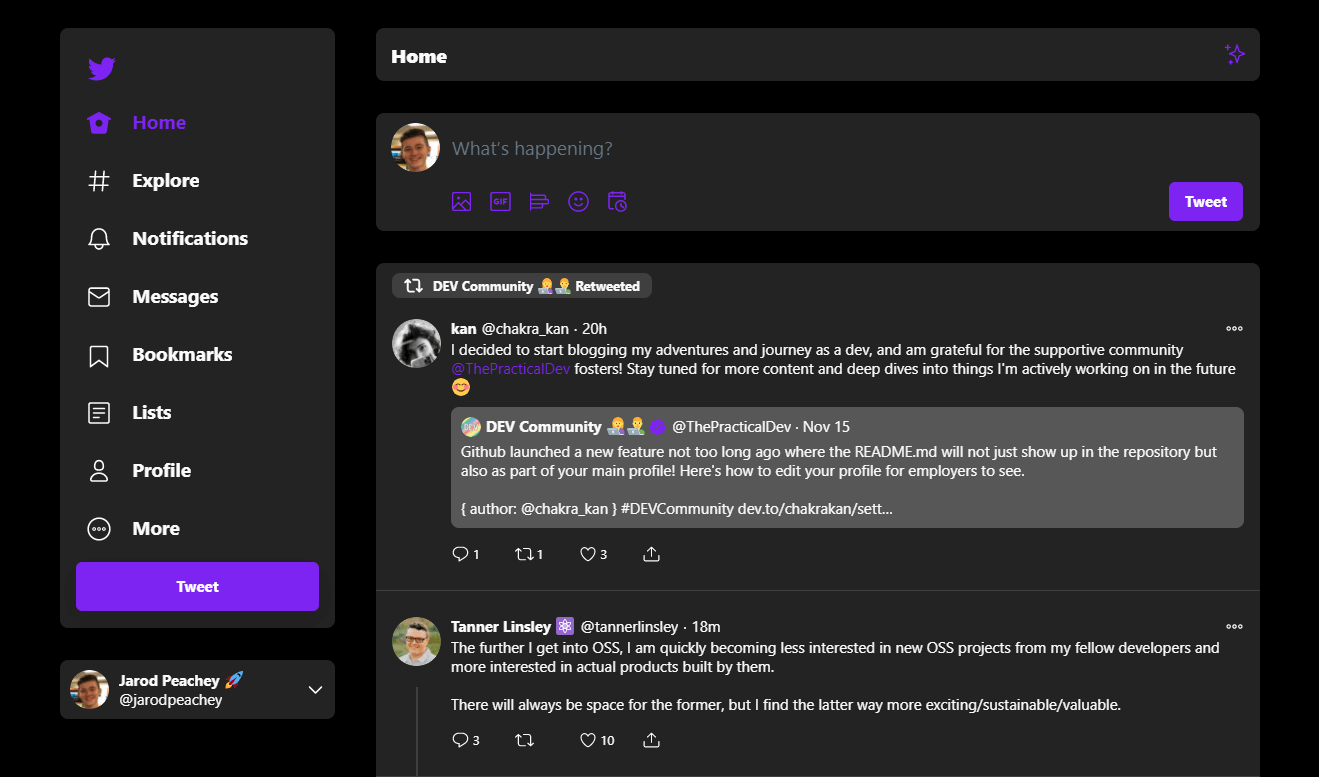 Home
Explore
Notifications
Messages
Bookmarks
Lists
Profile
More
Tweet
Jarod Peachey 🚀
@jarodpeachey
Home
What's happening?
GIF
Tweet
DEV Community 👩‍💻👨‍💻 Retweeted
kan @chakra_kan · 20h
I decided to start blogging my adventures and journey as a dev, and am grateful for the supportive community
@ThePracticalDev fosters! Stay tuned for more content and deep dives into things I'm actively working on in the future
😊
DEV DEV Community 👩‍💻👨‍💻 @ThePracticalDev · Nov 15
Github launched a new feature not too long ago where the README.md will not just show up in the repository but
also as part of your main profile! Here's how to edit your profile for employers to see.
{ author: @chakra_kan } #DEVCommunity dev.to/chakrakan/sett...
1 1 3
Tanner Linsley ⚛ @tannerlinsley · 18m
The further I get into OSS, I am quickly becoming less interested in new OSS projects from my fellow developers and
more interested in actual products built by them.
There will always be space for the former, but I find the latter way more exciting/sustainable/valuable.
3 10